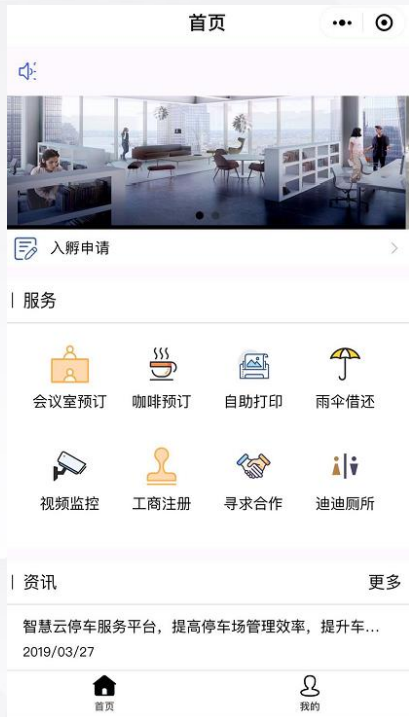 首页
入孵申请
服务
会议室预订 咖啡预订 自助打印 雨伞借还
视频监控 工商注册 寻求合作 迪迪厕所
资讯 更多
智慧云停车服务平台，提高停车场管理效率，提升车...
2019/03/27
首页 我的